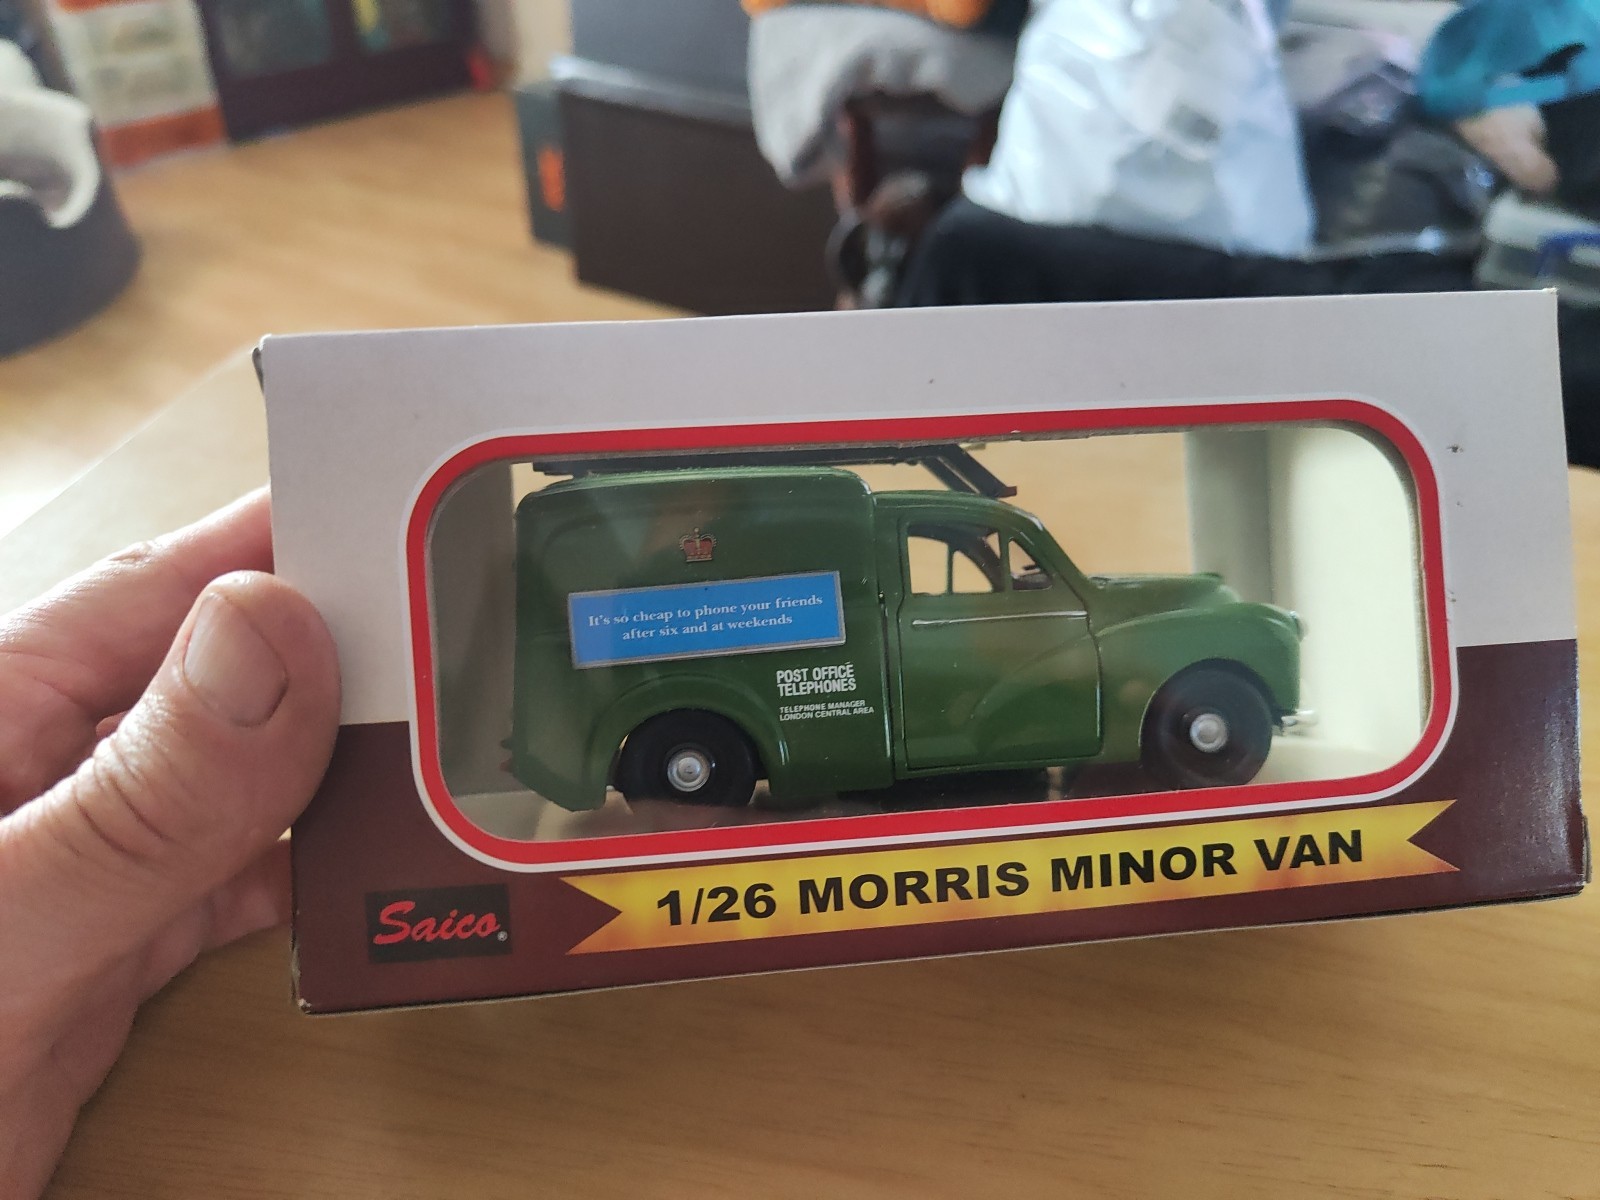 It's so cheap to phone your friends
after six and at weekends
POST OFFICE
TELEPHONES
TELEPHONE MANAGER
LONDON CENTRAL AREA
Saico®
1/26 MORRIS MINOR VAN